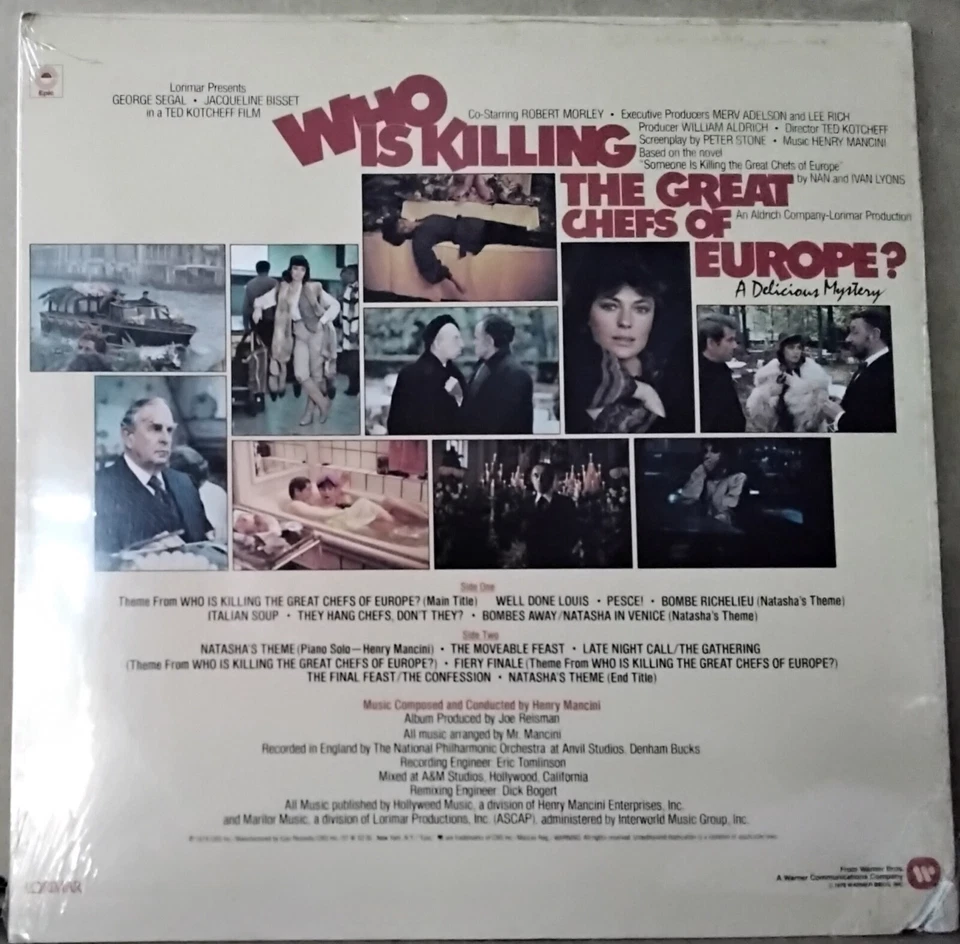 Epic
Lorimar Presents
GEORGE SEGAL • JACQUELINE BISSET
in a TED KOTCHEFF FILM
WHO
IS KILLING
THE GREAT
CHEFS OF
EUROPE?
A Delicious Mystery
Co-Starring ROBERT MORLEY • Executive Producers MERV ADELSON and LEE RICH
Producer WILLIAM ALDRICH • Director TED KOTCHEFF
Screenplay by PETER STONE • Music HENRY MANCINI
Based on the novel
"Someone Is Killing the Great Chefs of Europe"
by NAN and IVAN LYONS
An Aldrich Company-Lorimar Production
Side One
Theme From WHO IS KILLING THE GREAT CHEFS OF EUROPE? (Main Title) WELL DONE LOUIS • PESCE! • BOMBE RICHELIEU (Natasha's Theme)
ITALIAN SOUP • THEY HANG CHEFS, DON'T THEY? • BOMBES AWAY/NATASHA IN VENICE (Natasha's Theme)
Side Two
NATASHA'S THEME (Piano Solo—Henry Mancini) • THE MOVEABLE FEAST • LATE NIGHT CALL/THE GATHERING
(Theme From WHO IS KILLING THE GREAT CHEFS OF EUROPE?) • FIERY FINALE (Theme From WHO IS KILLING THE GREAT CHEFS OF EUROPE?)
THE FINAL FEAST/THE CONFESSION • NATASHA'S THEME (End Title)
Music Composed and Conducted by Henry Mancini
Album Produced by Joe Reisman
All music arranged by Mr. Mancini
Recorded in England by The National Philharmonic Orchestra at Anvil Studios, Denham Bucks
Recording Engineer: Eric Tomlinson
Mixed at A&M Studios, Hollywood, California
Remixing Engineer: Dick Bogert
All Music published by Hollyweed Music, a division of Henry Mancini Enterprises, Inc.
and Marilor Music, a division of Lorimar Productions, Inc. (ASCAP), administered by Interworld Music Group, Inc.
LORIMAR
From Warner Bros.
A Warner Communications Company
© 1978 WARNER BROS. INC.